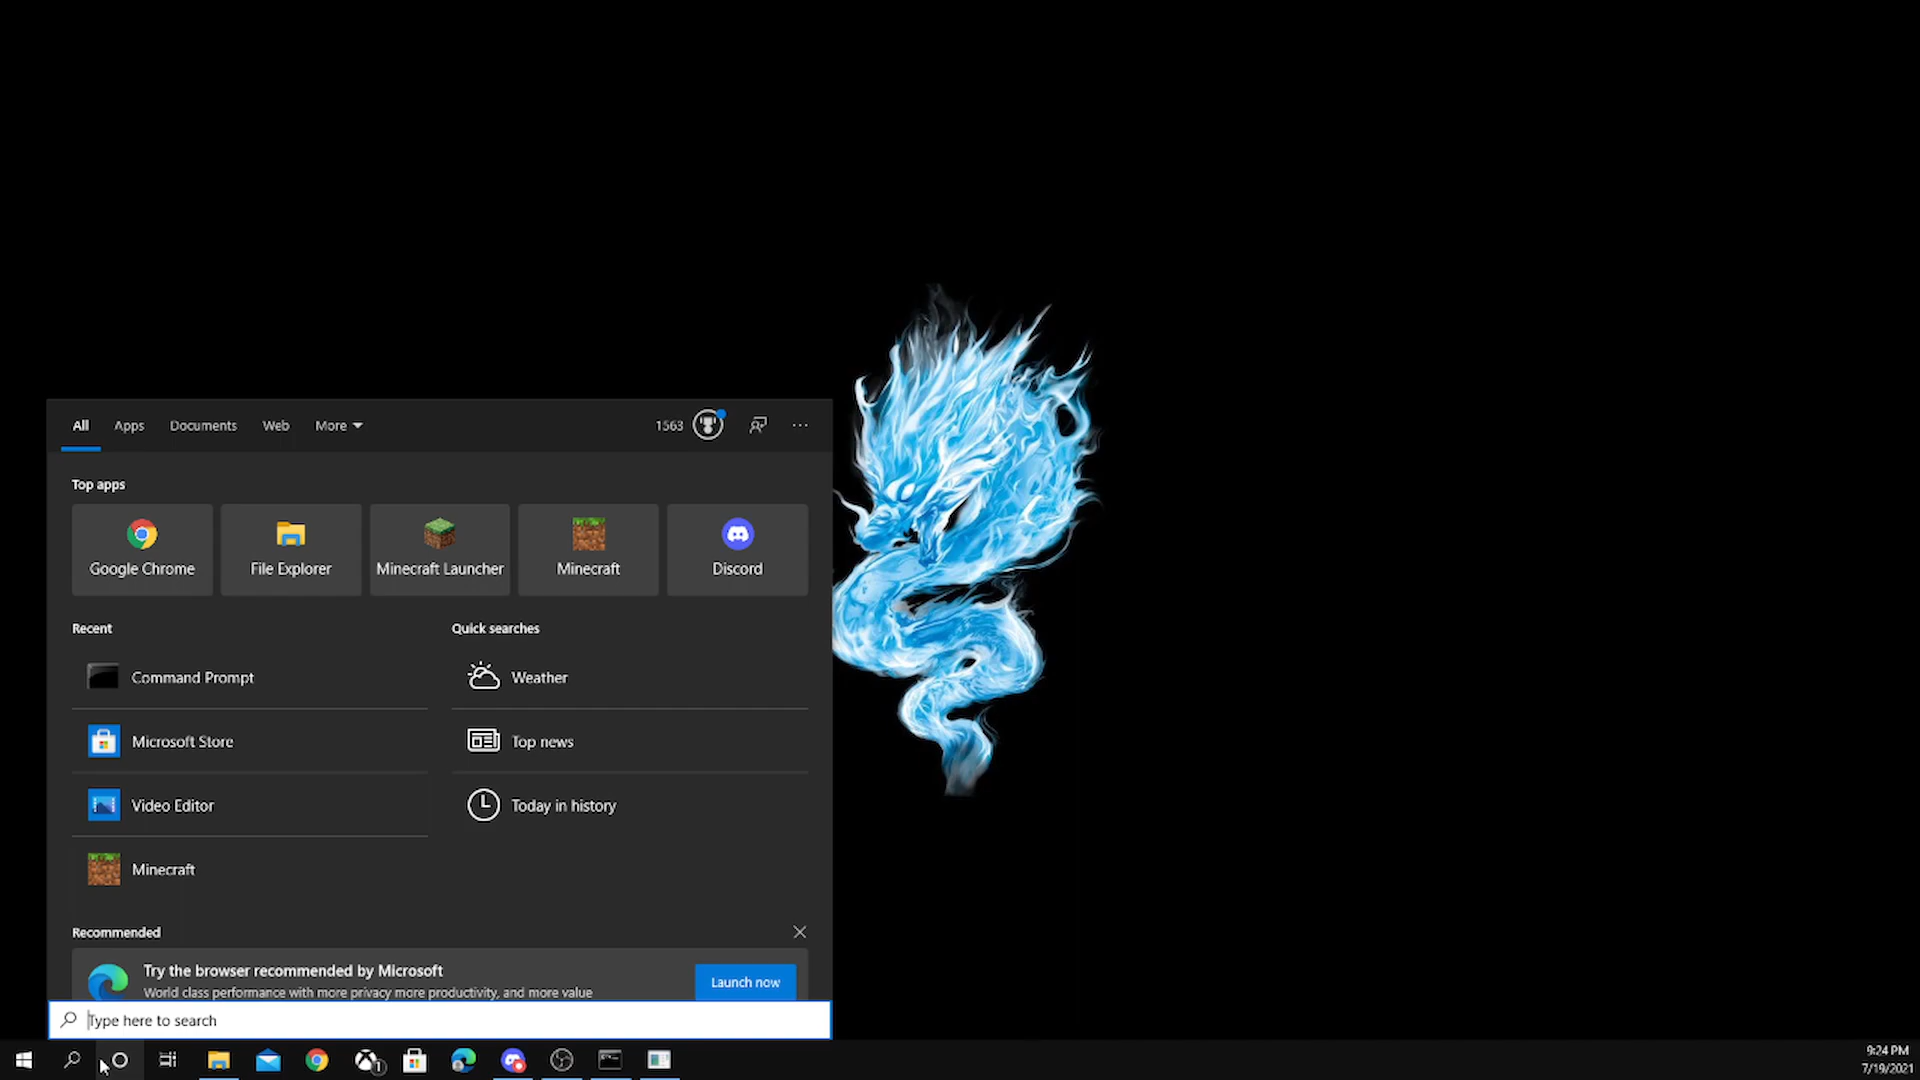 All Apps Documents Web More 1563
Top apps
Google Chrome File Explorer Minecraft Launcher Minecraft Discord
Recent Quick searches
Command Prompt Weather
Microsoft Store Top news
Video Editor Today in history
Minecraft
Recommended
Try the browser recommended by Microsoft
World class performance with more privacy more productivity, and more value
Launch now
Type here to search
1
9:24 PM
7/19/2021